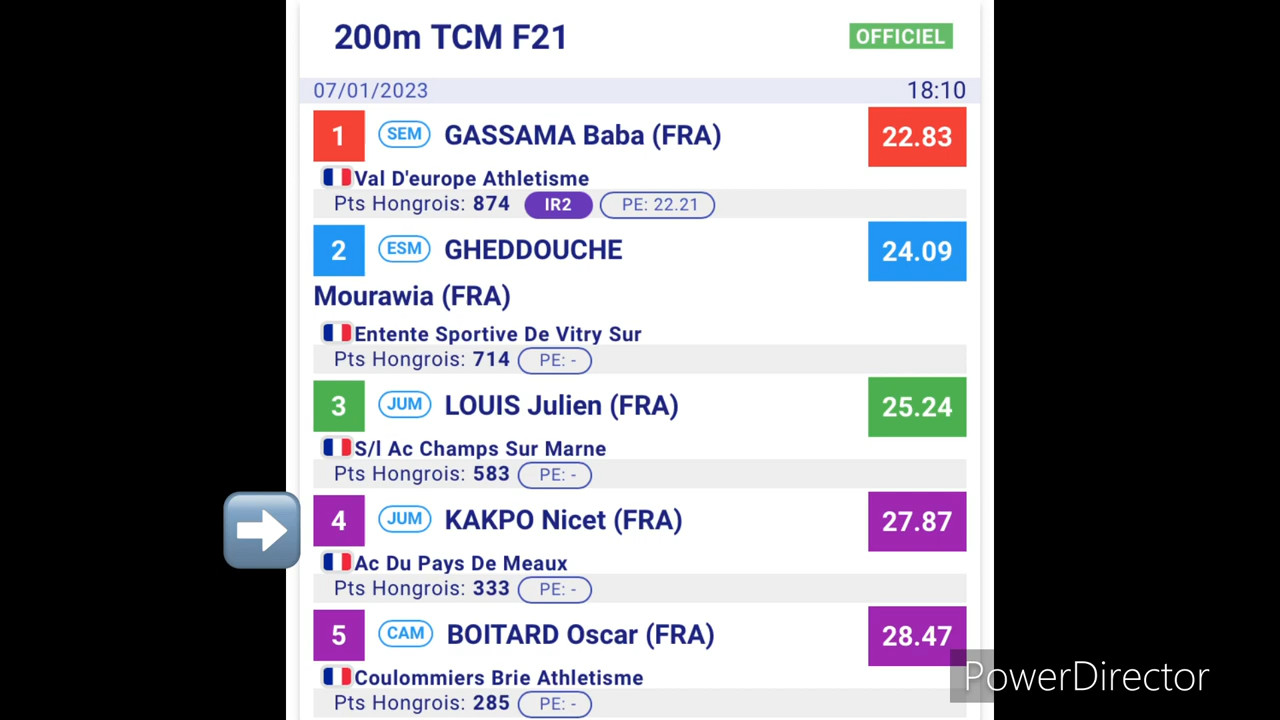 200m TCM F21 OFFICIEL
07/01/2023 18:10
1 SEM GASSAMA Baba (FRA) 22.83
Val D'europe Athletisme
Pts Hongrois: 874 IR2 PE: 22.21
2 ESM GHEDDOUCHE 24.09
Mourawia (FRA)
Entente Sportive De Vitry Sur
Pts Hongrois: 714 PE: -
3 JUM LOUIS Julien (FRA) 25.24
S/l Ac Champs Sur Marne
Pts Hongrois: 583 PE: -
4 JUM KAKPO Nicet (FRA) 27.87
Ac Du Pays De Meaux
Pts Hongrois: 333 PE: -
5 CAM BOITARD Oscar (FRA) 28.47
Coulommiers Brie Athletisme
Pts Hongrois: 285 PE: -
PowerDirector